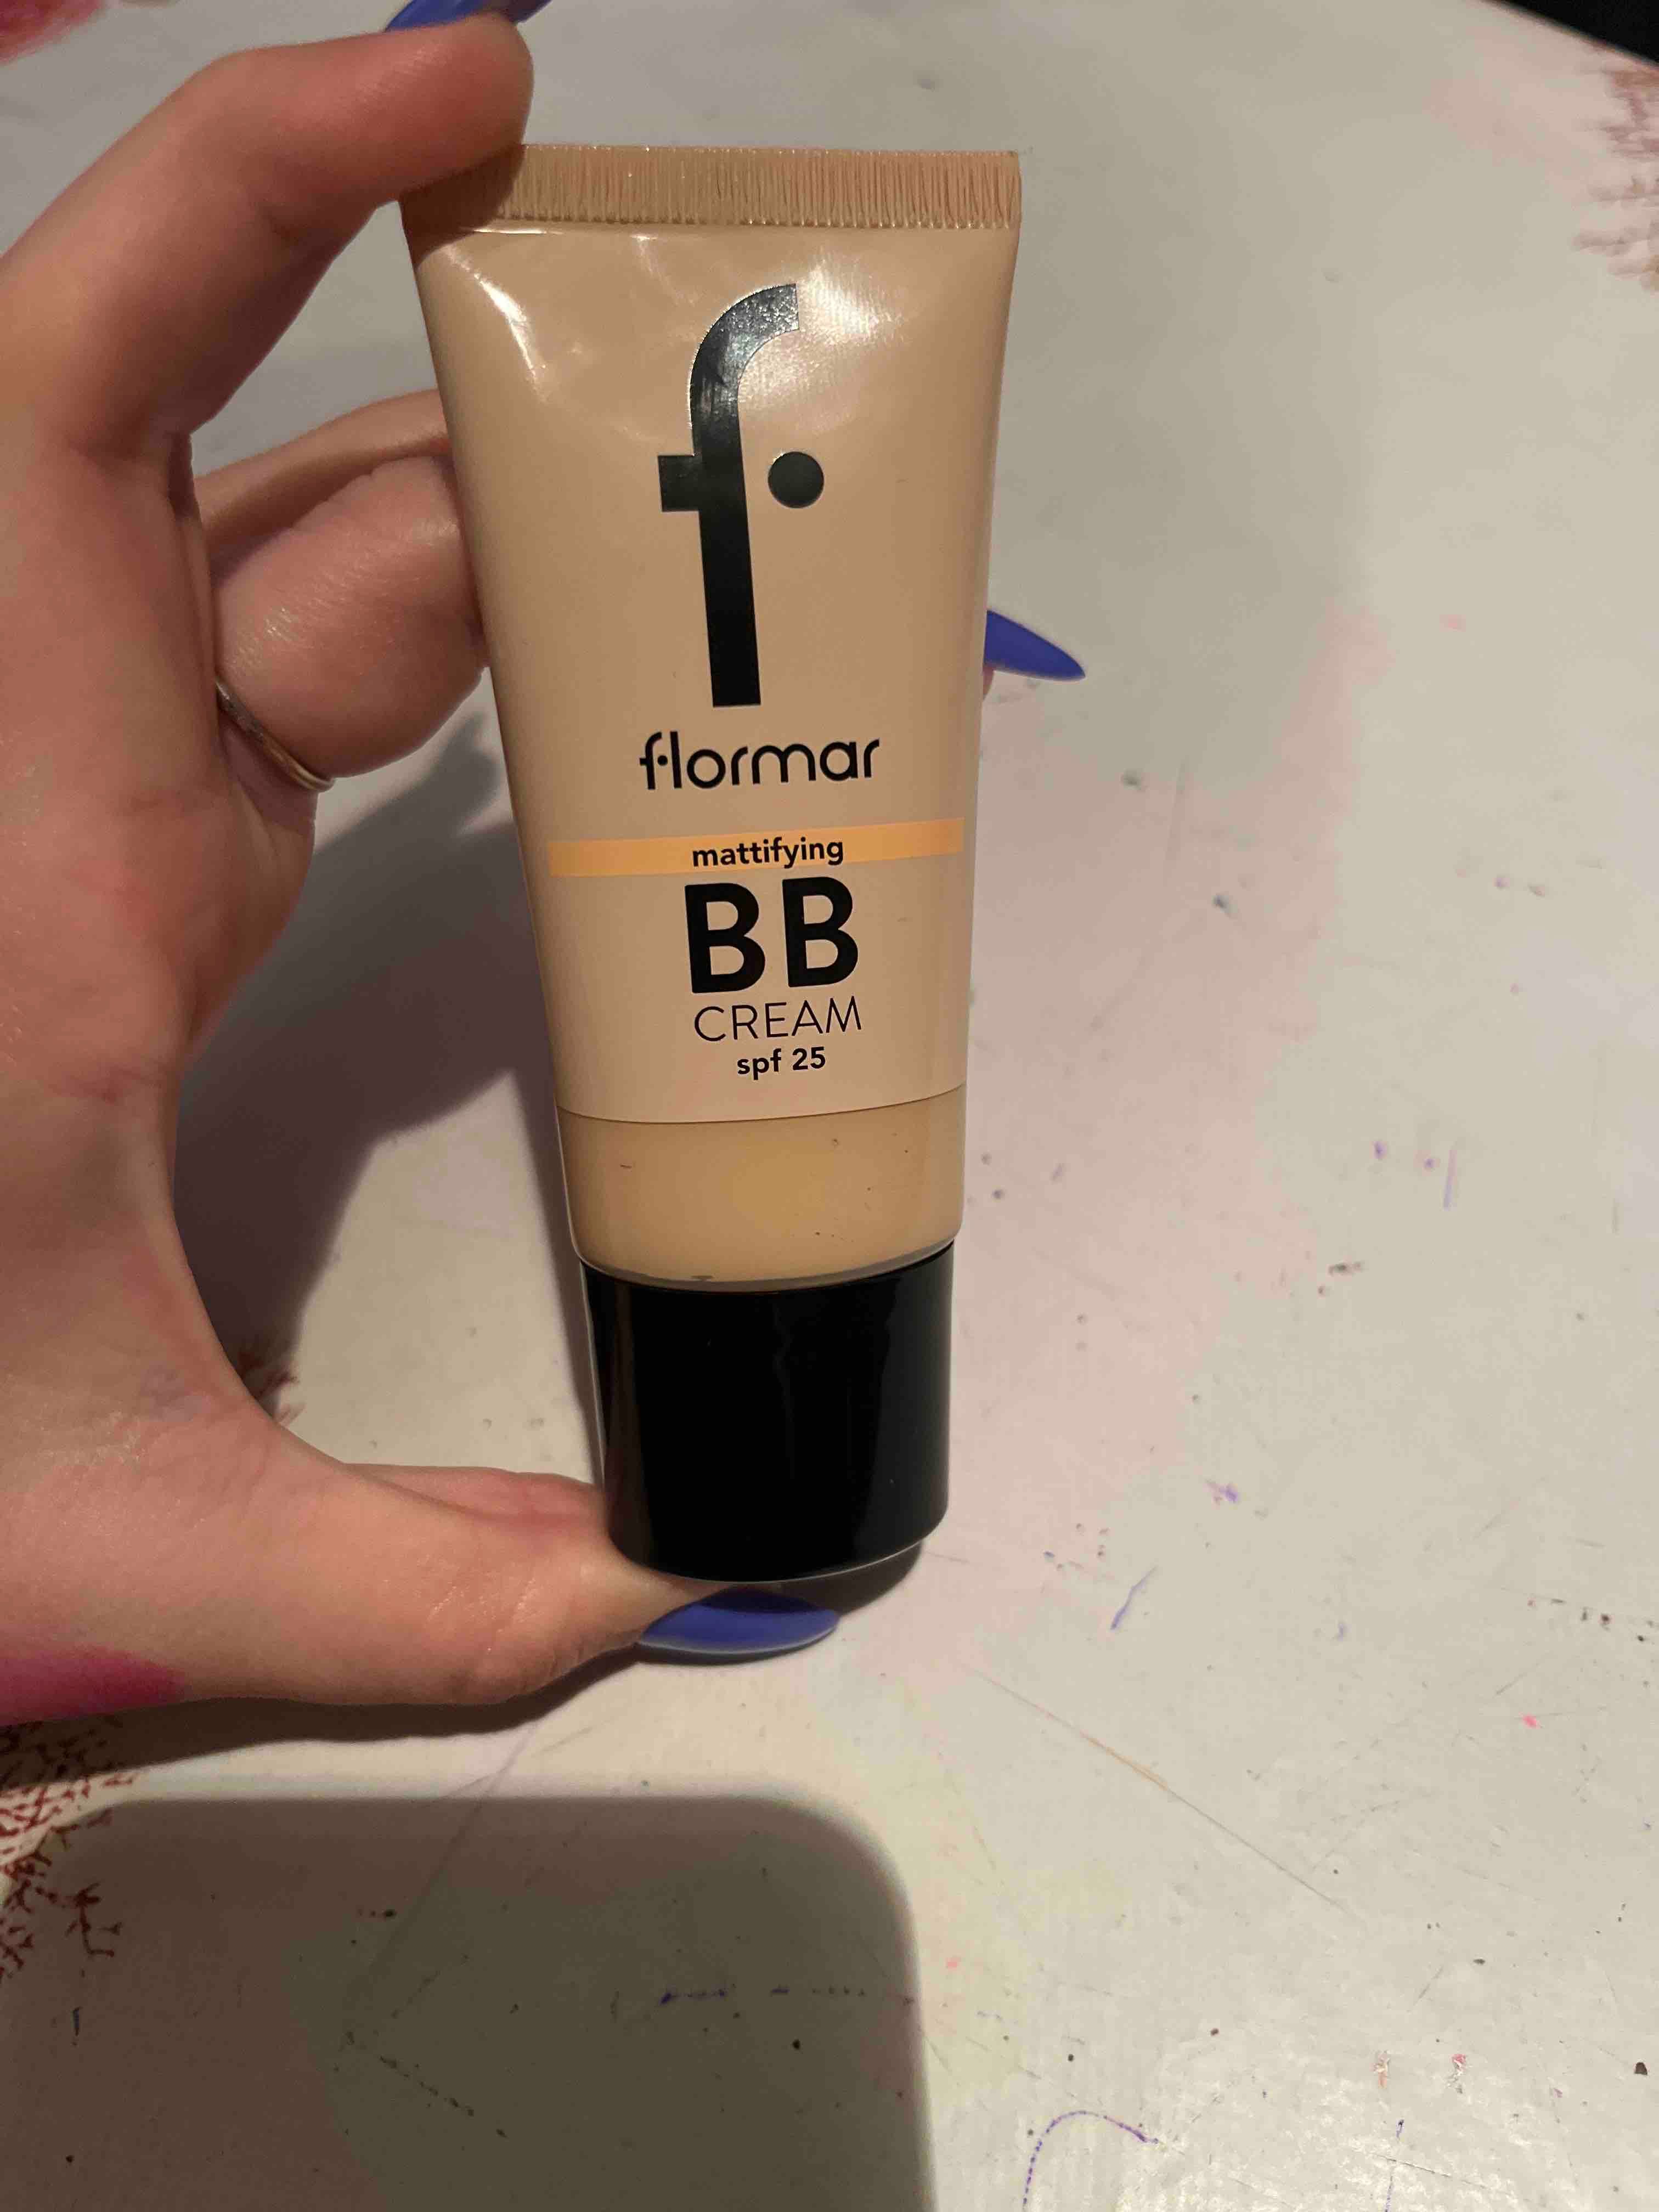 f
flormar
mattifying
BB
CREAM
spf 25